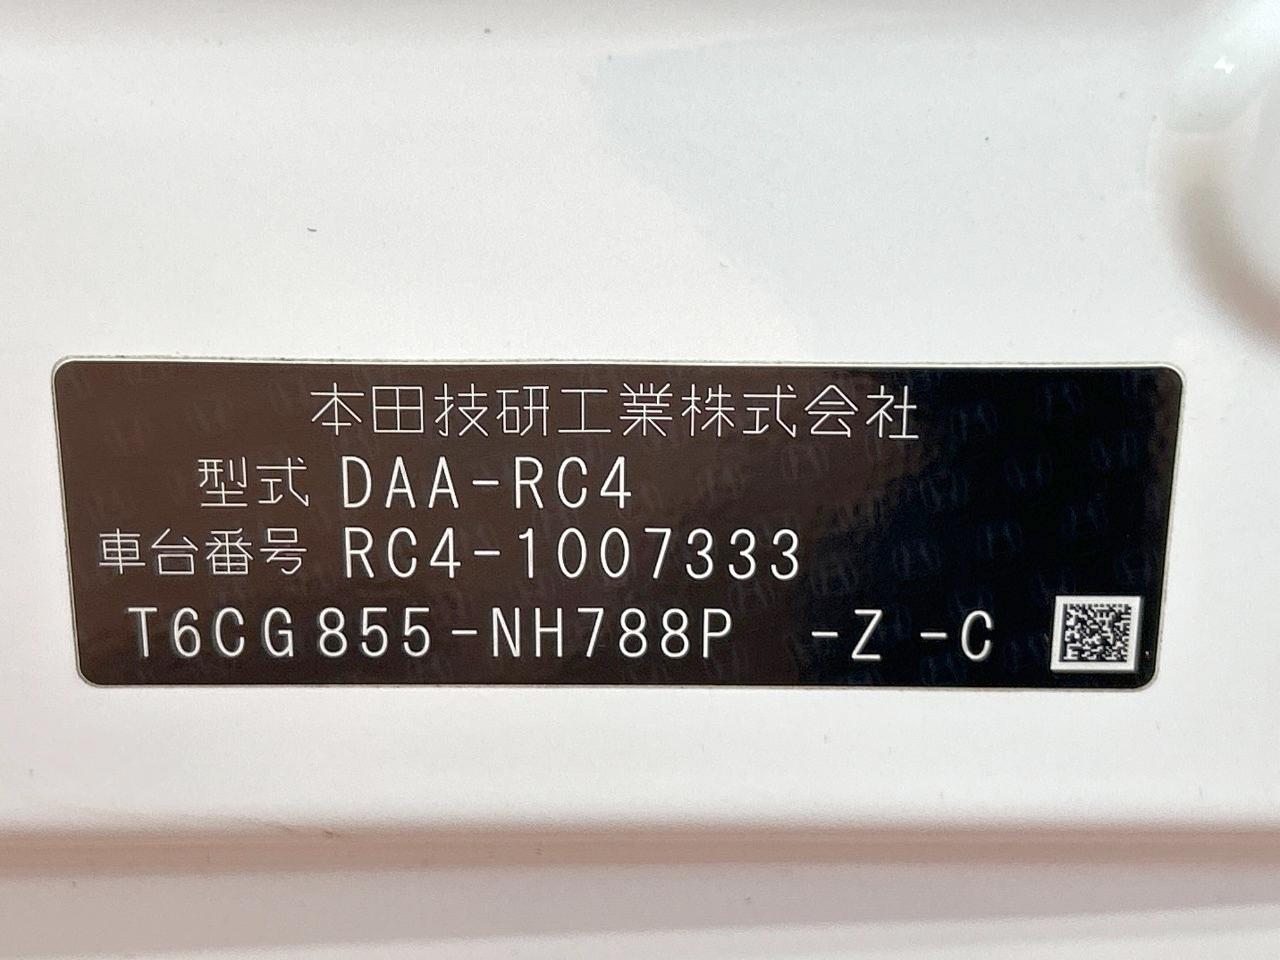 本田技研工業株式会社
型式 DAA-RC4
車台番号 RC4-1007333
T6CG855-NH788P -Z -C